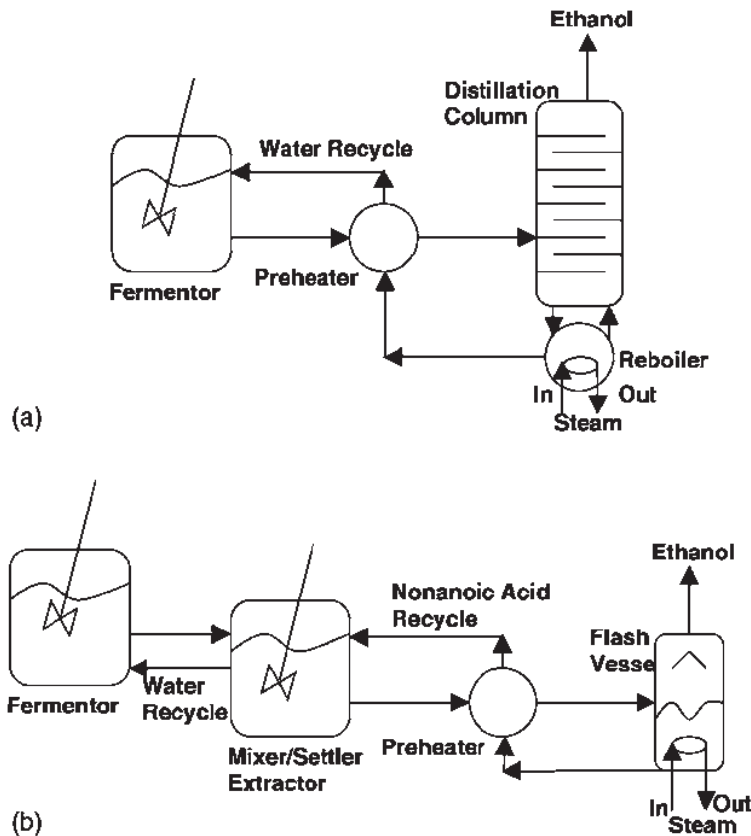 Ethanol
Distillation
Column
Water Recycle
Preheater
Fermentor
Reboiler
In
Out
Steam
(a)
Ethanol
Nonanoic Acid
Recycle
Flash
Vesse
Water
Recycle
Fermentor
Preheater
Mixer/Settler
Extractor
In
Out
Steam
(b)